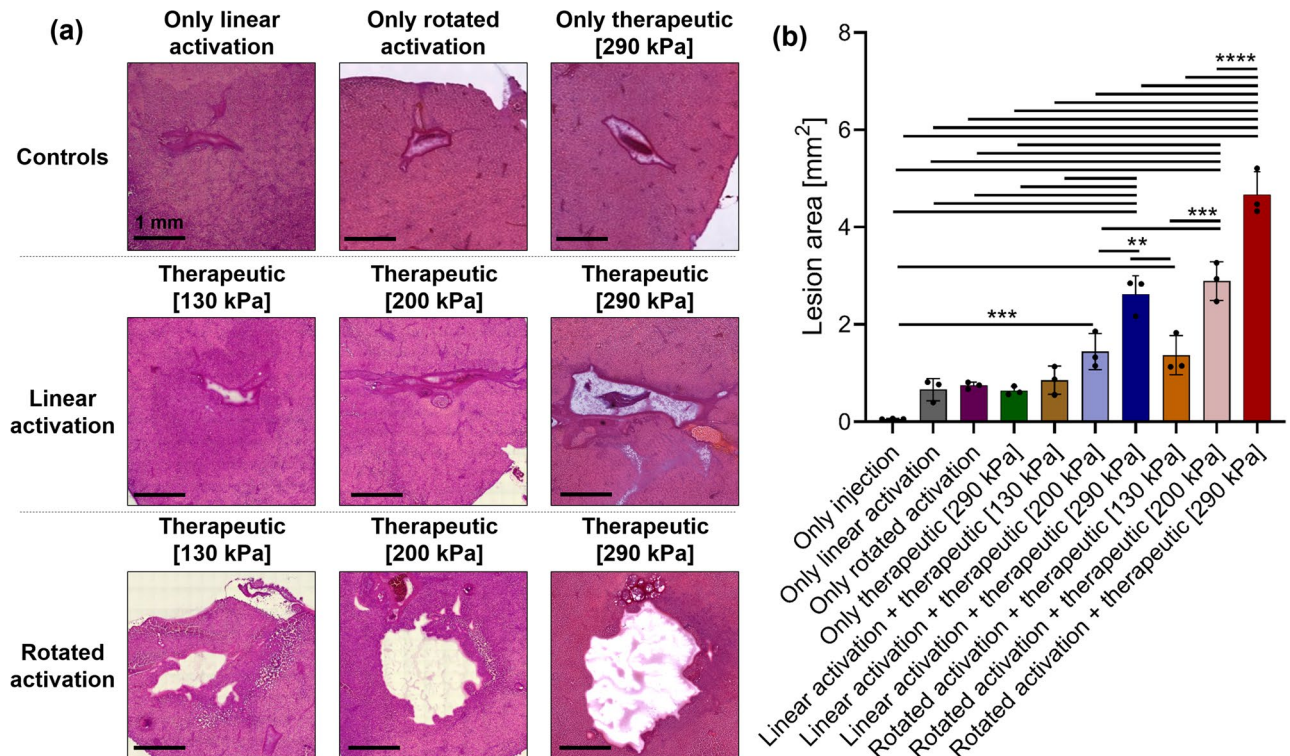 (a)
Only linear
activation
Only rotated
activation
Only therapeutic
[290 kPa]
Controls
1 mm
Therapeutic
[130 kPa]
Therapeutic
[200 kPa]
Therapeutic
[290 kPa]
Linear
activation
Therapeutic
[130 kPa]
Therapeutic
[200 kPa]
Therapeutic
[290 kPa]
Rotated
activation
(b)
Lesion area [mm²]
8
6
4
2
0
****
***
**
***
Only injection
Only linear activation
Only rotated activation
Only therapeutic [290 kPa]
Linear activation + therapeutic [130 kPa]
Linear activation + therapeutic [200 kPa]
Linear activation + therapeutic [290 kPa]
Rotated activation + therapeutic [130 kPa]
Rotated activation + therapeutic [200 kPa]
Rotated activation + therapeutic [290 kPa]